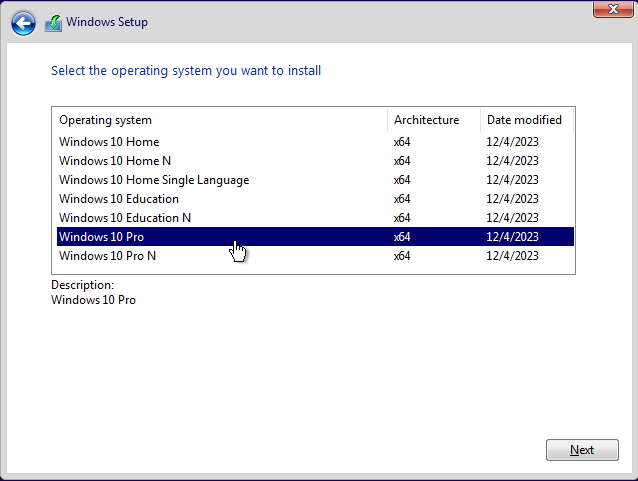 Windows Setup
Select the operating system you want to install
Operating system Architecture Date modified
Windows 10 Home x64 12/4/2023
Windows 10 Home N x64 12/4/2023
Windows 10 Home Single Language x64 12/4/2023
Windows 10 Education x64 12/4/2023
Windows 10 Education N x64 12/4/2023
Windows 10 Pro x64 12/4/2023
Windows 10 Pro N x64 12/4/2023
Description:
Windows 10 Pro
Next